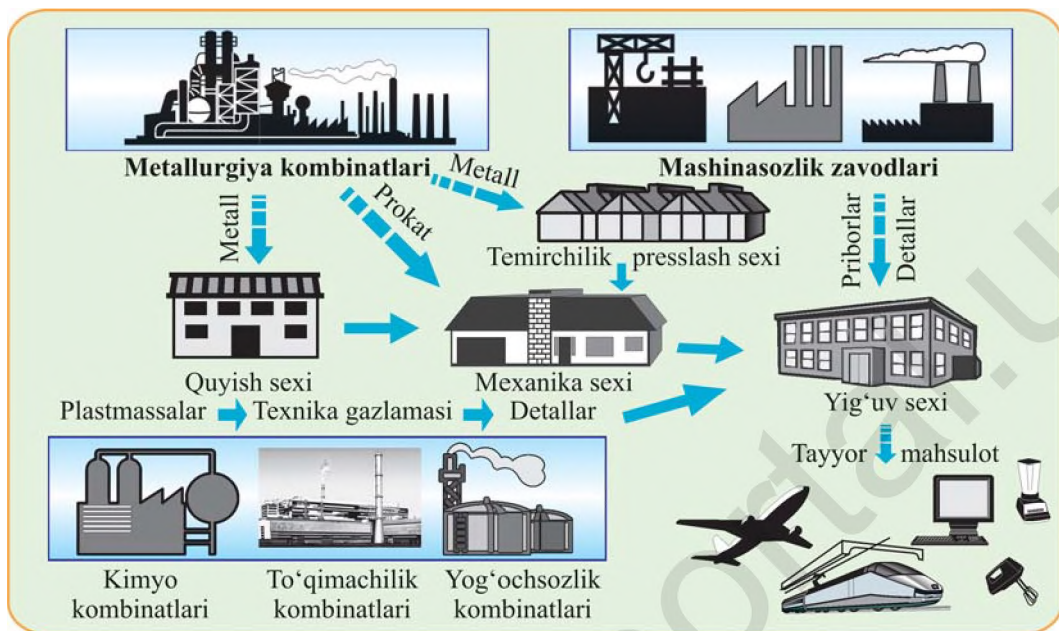 Metallurgiya kombinatlari
Mashinasozlik zavodlari
Metall
Prokat
Metall
Temirchilik presslash sexi
Priborlar
Detallar
Quyish sexi
Mexanika sexi
Yig‘uv sexi
Plastmassalar
Texnika gazlamasi
Detallar
Tayyor mahsulot
Kimyo
kombinatlari
To‘qimachilik
kombinatlari
Yog‘ochsozlik
kombinatlari